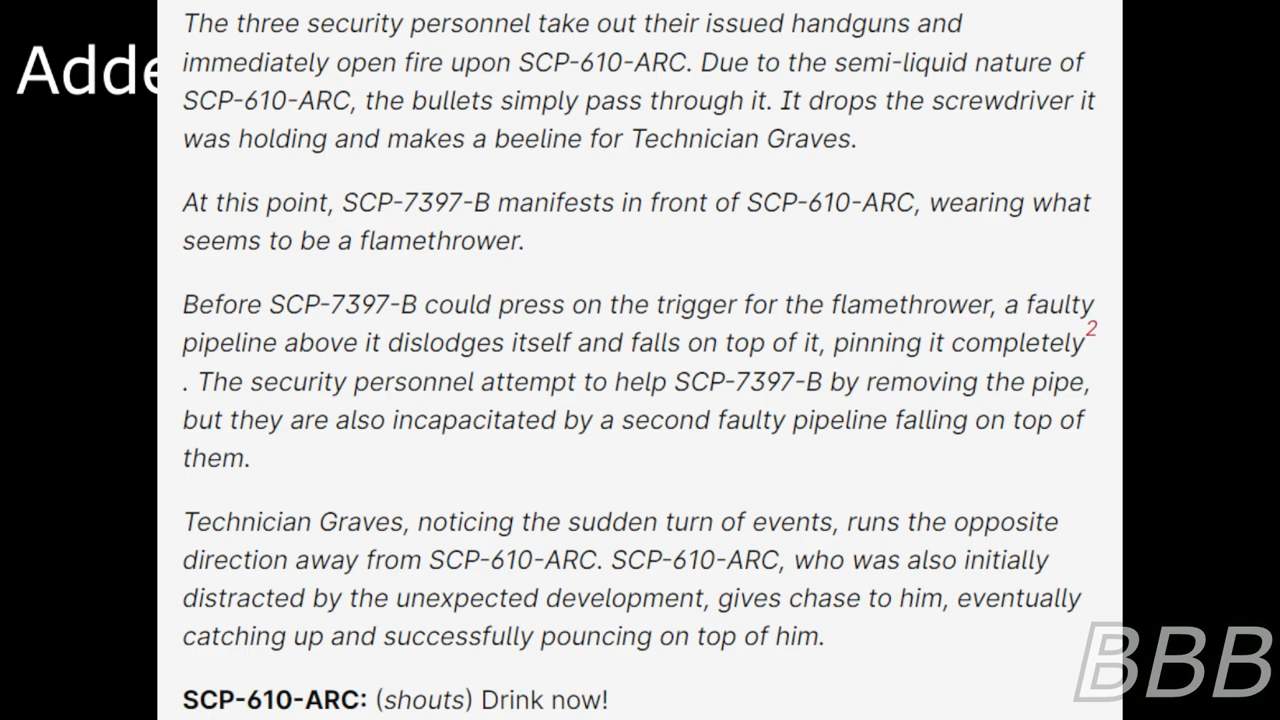 Adde
The three security personnel take out their issued handguns and
immediately open fire upon SCP-610-ARC. Due to the semi-liquid nature of
SCP-610-ARC, the bullets simply pass through it. It drops the screwdriver it
was holding and makes a beeline for Technician Graves.
At this point, SCP-7397-B manifests in front of SCP-610-ARC, wearing what
seems to be a flamethrower.
Before SCP-7397-B could press on the trigger for the flamethrower, a faulty
pipeline above it dislodges itself and falls on top of it, pinning it completely2
. The security personnel attempt to help SCP-7397-B by removing the pipe,
but they are also incapacitated by a second faulty pipeline falling on top of
them.
Technician Graves, noticing the sudden turn of events, runs the opposite
direction away from SCP-610-ARC. SCP-610-ARC, who was also initially
distracted by the unexpected development, gives chase to him, eventually
catching up and successfully pouncing on top of him.
SCP-610-ARC: (shouts) Drink now!
BBB